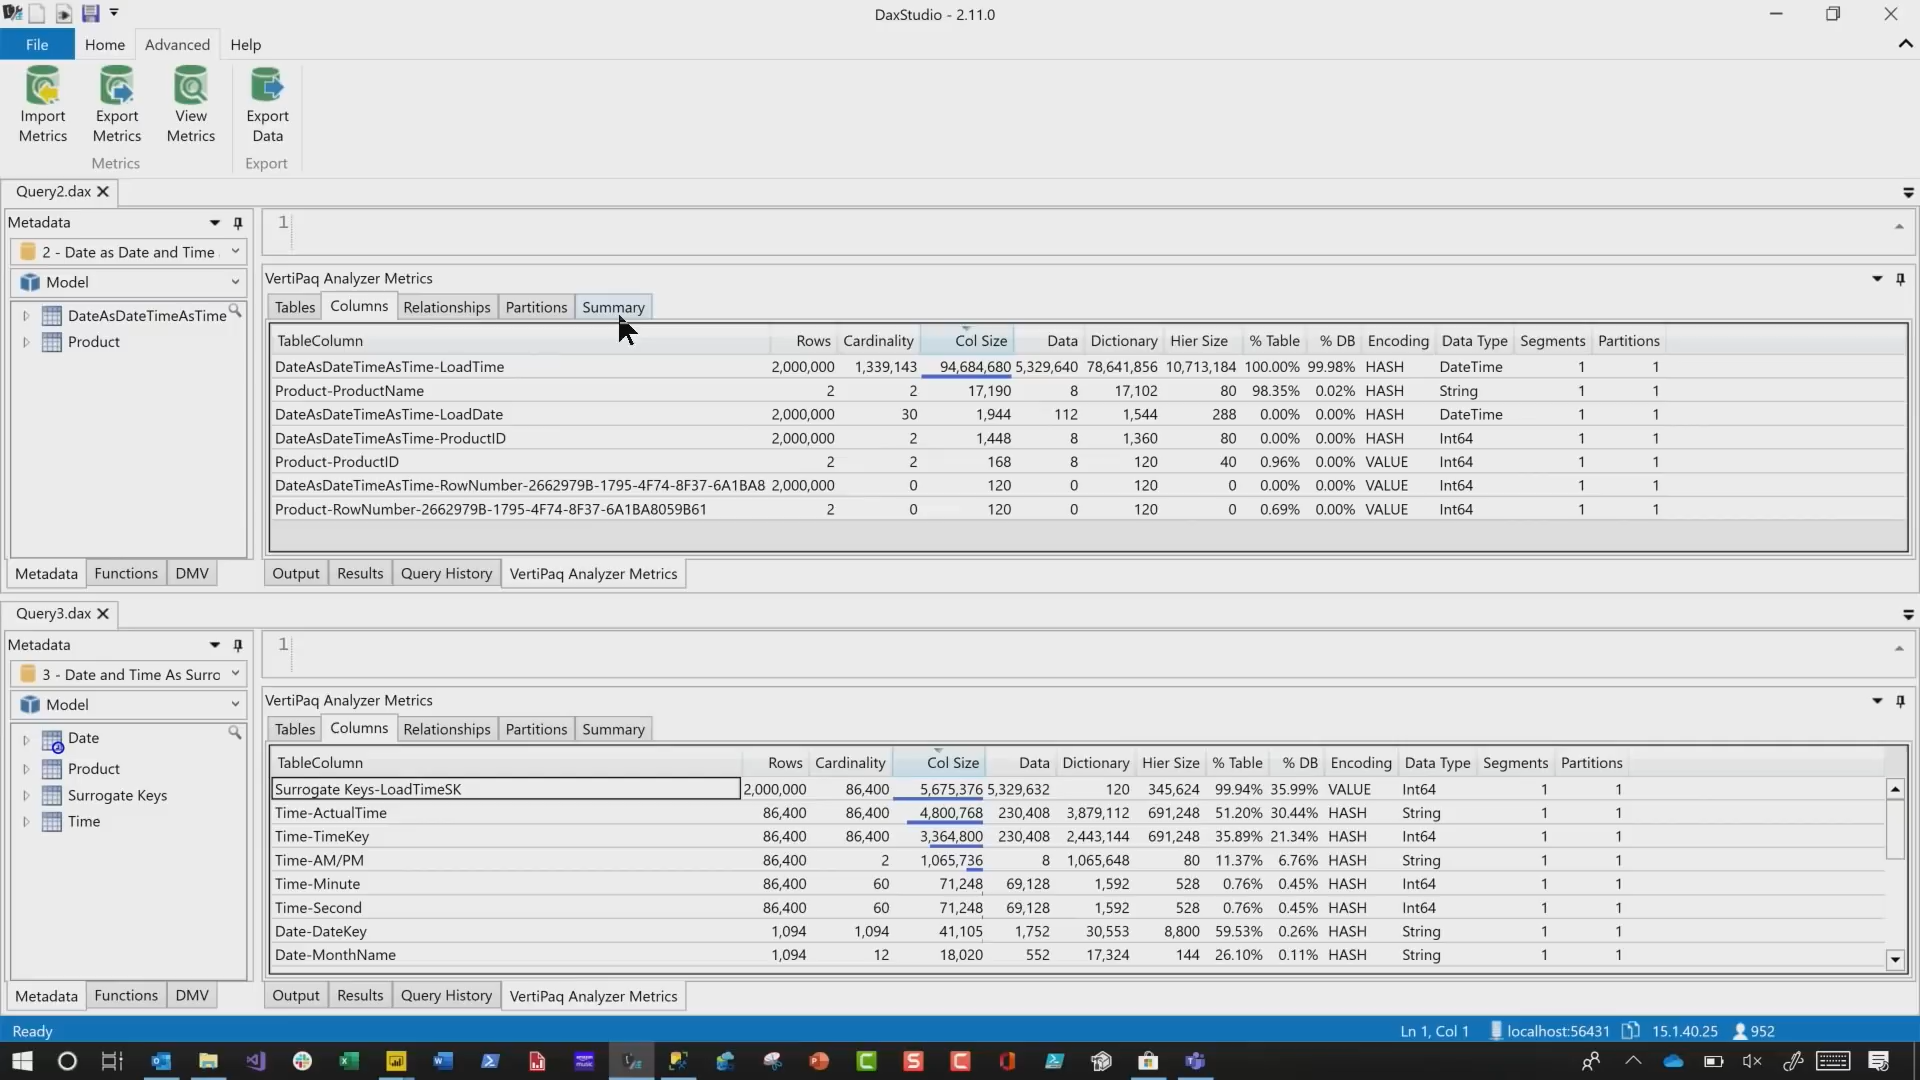 DaxStudio - 2.11.0
File Home Advanced Help
Import Metrics Export Metrics View Metrics Export Data
Metrics Export
Query2.dax
Metadata
2 - Date as Date and Time
Model
DateAsDateTimeAsTime
Product
Metadata Functions DMV
1
VertiPaq Analyzer Metrics
Tables Columns Relationships Partitions Summary
TableColumn Rows Cardinality Col Size Data Dictionary Hier Size % Table % DB Encoding Data Type Segments Partitions
DateAsDateTimeAsTime-LoadTime 2,000,000 1,339,143 94,684,680 5,329,640 78,641,856 10,713,184 100.00% 99.98% HASH DateTime 1 1
Product-ProductName 2 2 17,190 8 17,102 80 98.35% 0.02% HASH String 1 1
DateAsDateTimeAsTime-LoadDate 2,000,000 30 1,944 112 1,544 288 0.00% 0.00% HASH DateTime 1 1
DateAsDateTimeAsTime-ProductID 2,000,000 2 1,448 8 1,360 80 0.00% 0.00% HASH Int64 1 1
Product-ProductID 2 2 168 8 120 40 0.96% 0.00% VALUE Int64 1 1
DateAsDateTimeAsTime-RowNumber-2662979B-1795-4F74-8F37-6A1BA8 2,000,000 0 120 0 120 0 0.00% 0.00% VALUE Int64 1 1
Product-RowNumber-2662979B-1795-4F74-8F37-6A1BA8059B61 2 0 120 0 120 0 0.69% 0.00% VALUE Int64 1 1
Output Results Query History VertiPaq Analyzer Metrics
Query3.dax
Metadata
3 - Date and Time As Surro
Model
Date
Product
Surrogate Keys
Time
Metadata Functions DMV
1
VertiPaq Analyzer Metrics
Tables Columns Relationships Partitions Summary
TableColumn Rows Cardinality Col Size Data Dictionary Hier Size % Table % DB Encoding Data Type Segments Partitions
Surrogate Keys-LoadTimeSK 2,000,000 86,400 5,675,376 5,329,632 120 345,624 99.94% 35.99% VALUE Int64 1 1
Time-ActualTime 86,400 86,400 4,800,768 230,408 3,879,112 691,248 51.20% 30.44% HASH String 1 1
Time-TimeKey 86,400 86,400 3,364,800 230,408 2,443,144 691,248 35.89% 21.34% HASH Int64 1 1
Time-AM/PM 86,400 2 1,065,736 8 1,065,648 80 11.37% 6.76% HASH String 1 1
Time-Minute 86,400 60 71,248 69,128 1,592 528 0.76% 0.45% HASH Int64 1 1
Time-Second 86,400 60 71,248 69,128 1,592 528 0.76% 0.45% HASH Int64 1 1
Date-DateKey 1,094 1,094 41,105 1,752 30,553 8,800 59.53% 0.26% HASH String 1 1
Date-MonthName 1,094 12 18,020 552 17,324 144 26.10% 0.11% HASH String 1 1
Output Results Query History VertiPaq Analyzer Metrics
Ready Ln 1, Col 1 localhost:56431 15.1.40.25 952